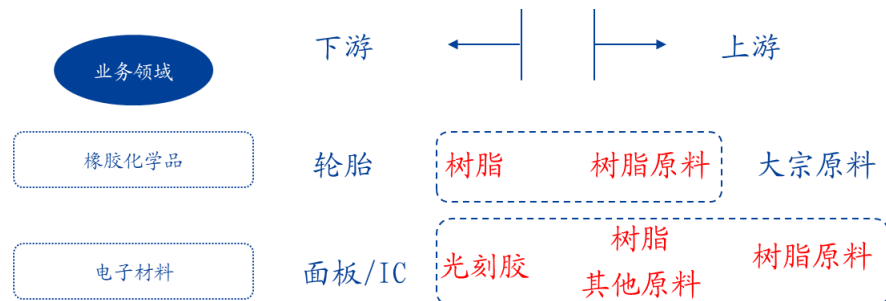 业务领域
下游
上游
橡胶化学品
轮胎
树脂
树脂原料
大宗原料
电子材料
面板/IC
光刻胶
树脂
其他原料
树脂原料